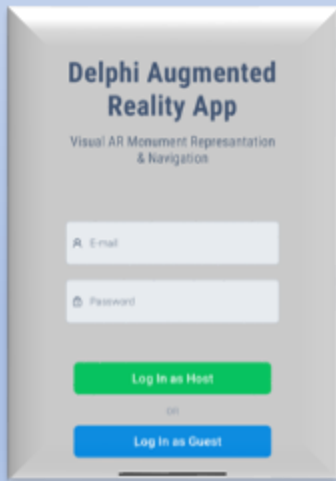 Delphi Augmented
Reality App
Visual AR Monument Represantation
& Navigation
E-mail
Password
Log In as Host
or
Log In as Guest